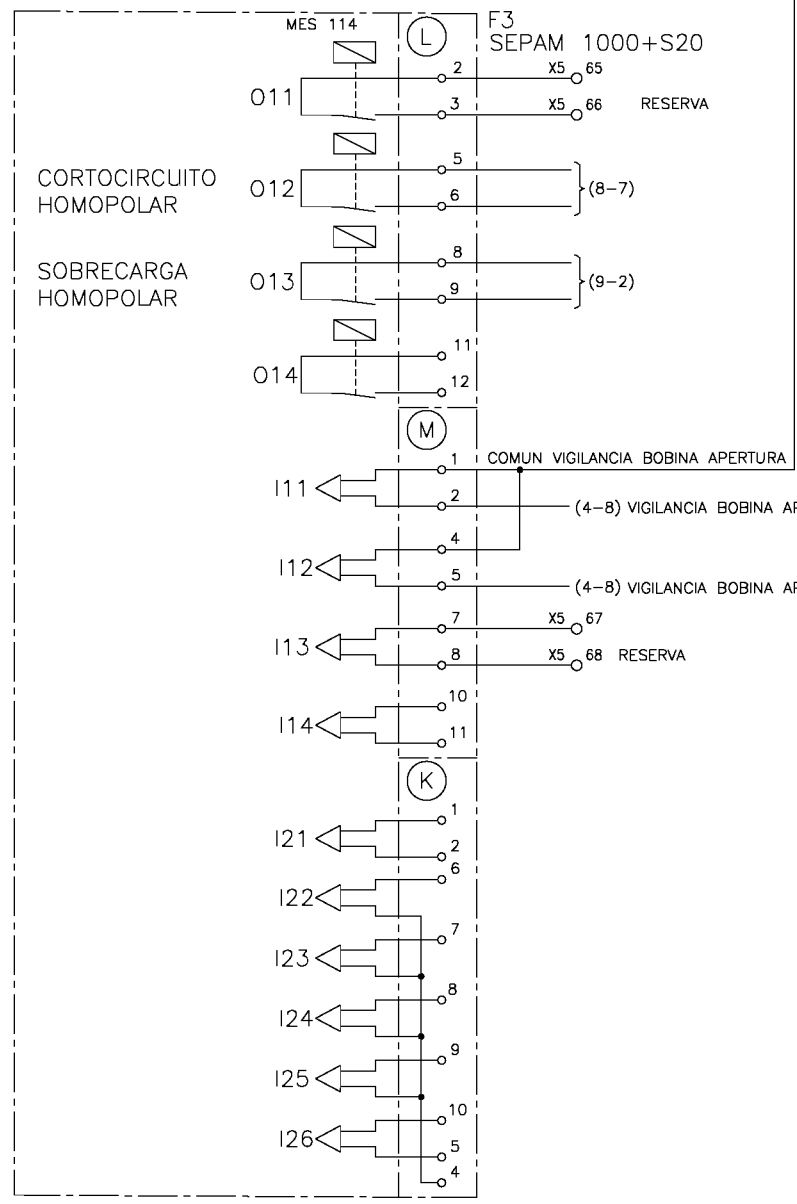 MES 114
L
F3
SEPAM 1000+S20
2
X5 65
O11
3
X5 66 RESERVA
CORTOCIRCUITO
HOMOPOLAR
O12
5
6
(8-7)
SOBRECARGA
HOMOPOLAR
O13
8
9
(9-2)
O14
11
12
M
1
COMUN VIGILANCIA BOBINA APERTURA
I11
2
(4-8) VIGILANCIA BOBINA AP
4
I12
5
(4-8) VIGILANCIA BOBINA AP
7
X5 67
I13
8
X5 68 RESERVA
10
I14
11
K
1
I21
2
6
I22
7
I23
8
I24
9
I25
10
I26
5
4